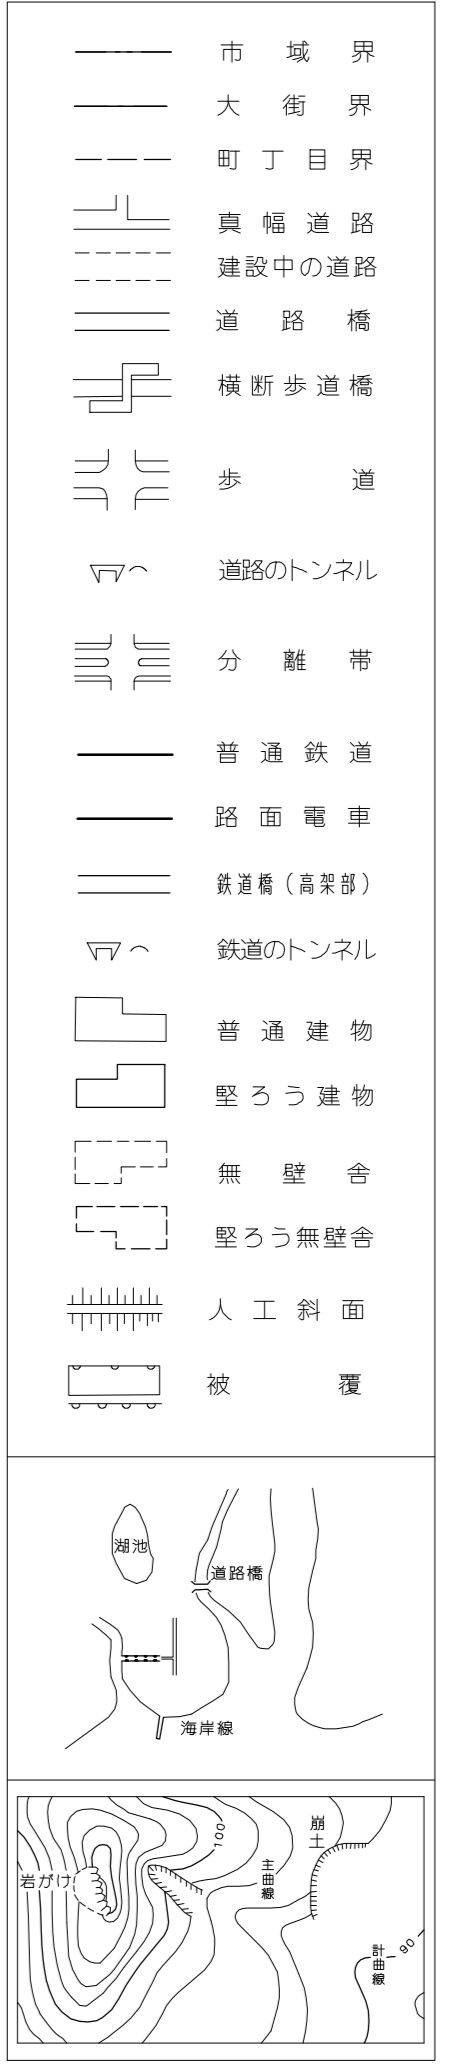 市域界
大街界
町丁目界
真幅道路
建設中の道路
道路橋
横断歩道橋
歩道
道路のトンネル
分離帯
普通鉄道
路面電車
鉄道橋(高架部)
鉄道のトンネル
普通建物
堅ろう建物
無壁舎
堅ろう無壁舎
人工斜面
被覆
湖池
道路橋
海岸線
100
崩土
主曲線
岩がけ
計曲線
90